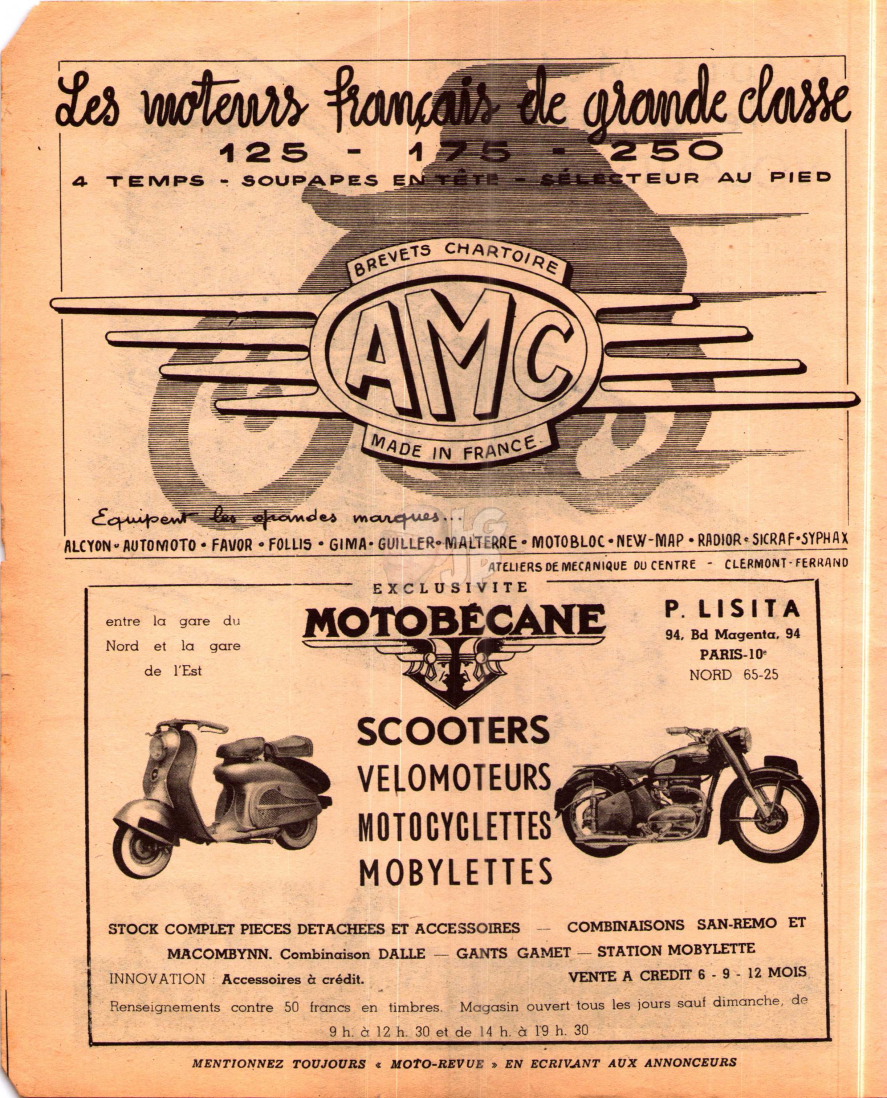 Les moteurs français de grande classe
125 - 175 - 250
4 TEMPS - SOUPAPES EN TÊTE - SÉLECTEUR AU PIED
BREVETS CHARTOIRE
AMC
MADE IN FRANCE
Equipent les grandes marques...
ALCYON • AUTOMOTO • FAVOR • FOLLIS • GIMA • GUILLER • MALTERRE • MOTOBLOC • NEW-MAP • RADIOR • SICRAF • SYPHAX
ATELIERS DE MECANIQUE DU CENTRE - CLERMONT-FERRAND
EXCLUSIVITE
MOTOBÉCANE
entre la gare du
Nord et la gare
de l'Est
P. LISITA
94, Bd Magenta, 94
PARIS-10e
NORD 65-25
SCOOTERS
VELOMOTEURS
MOTOCYCLETTES
MOBYLETTES
STOCK COMPLET PIECES DETACHEES ET ACCESSOIRES — COMBINAISONS SAN-REMO ET
MACOMBYNN. Combinaison DALLE — GANTS GAMET — STATION MOBYLETTE
INNOVATION : Accessoires à crédit. VENTE A CREDIT 6 - 9 - 12 MOIS
Renseignements contre 50 francs en timbres. Magasin ouvert tous les jours sauf dimanche, de
9 h. à 12 h. 30 et de 14 h. à 19 h. 30
MENTIONNEZ TOUJOURS « MOTO-REVUE » EN ECRIVANT AUX ANNONCEURS